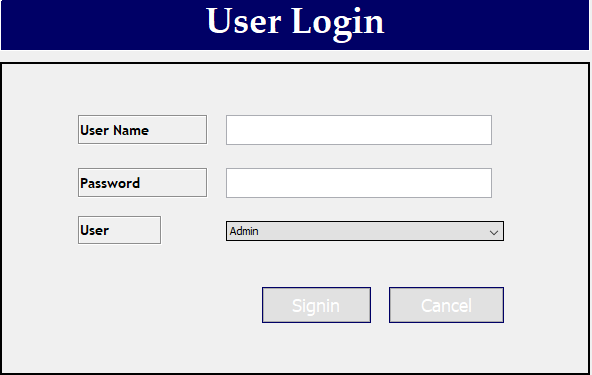 User Login
User Name
Password
User
Admin
Signin
Cancel